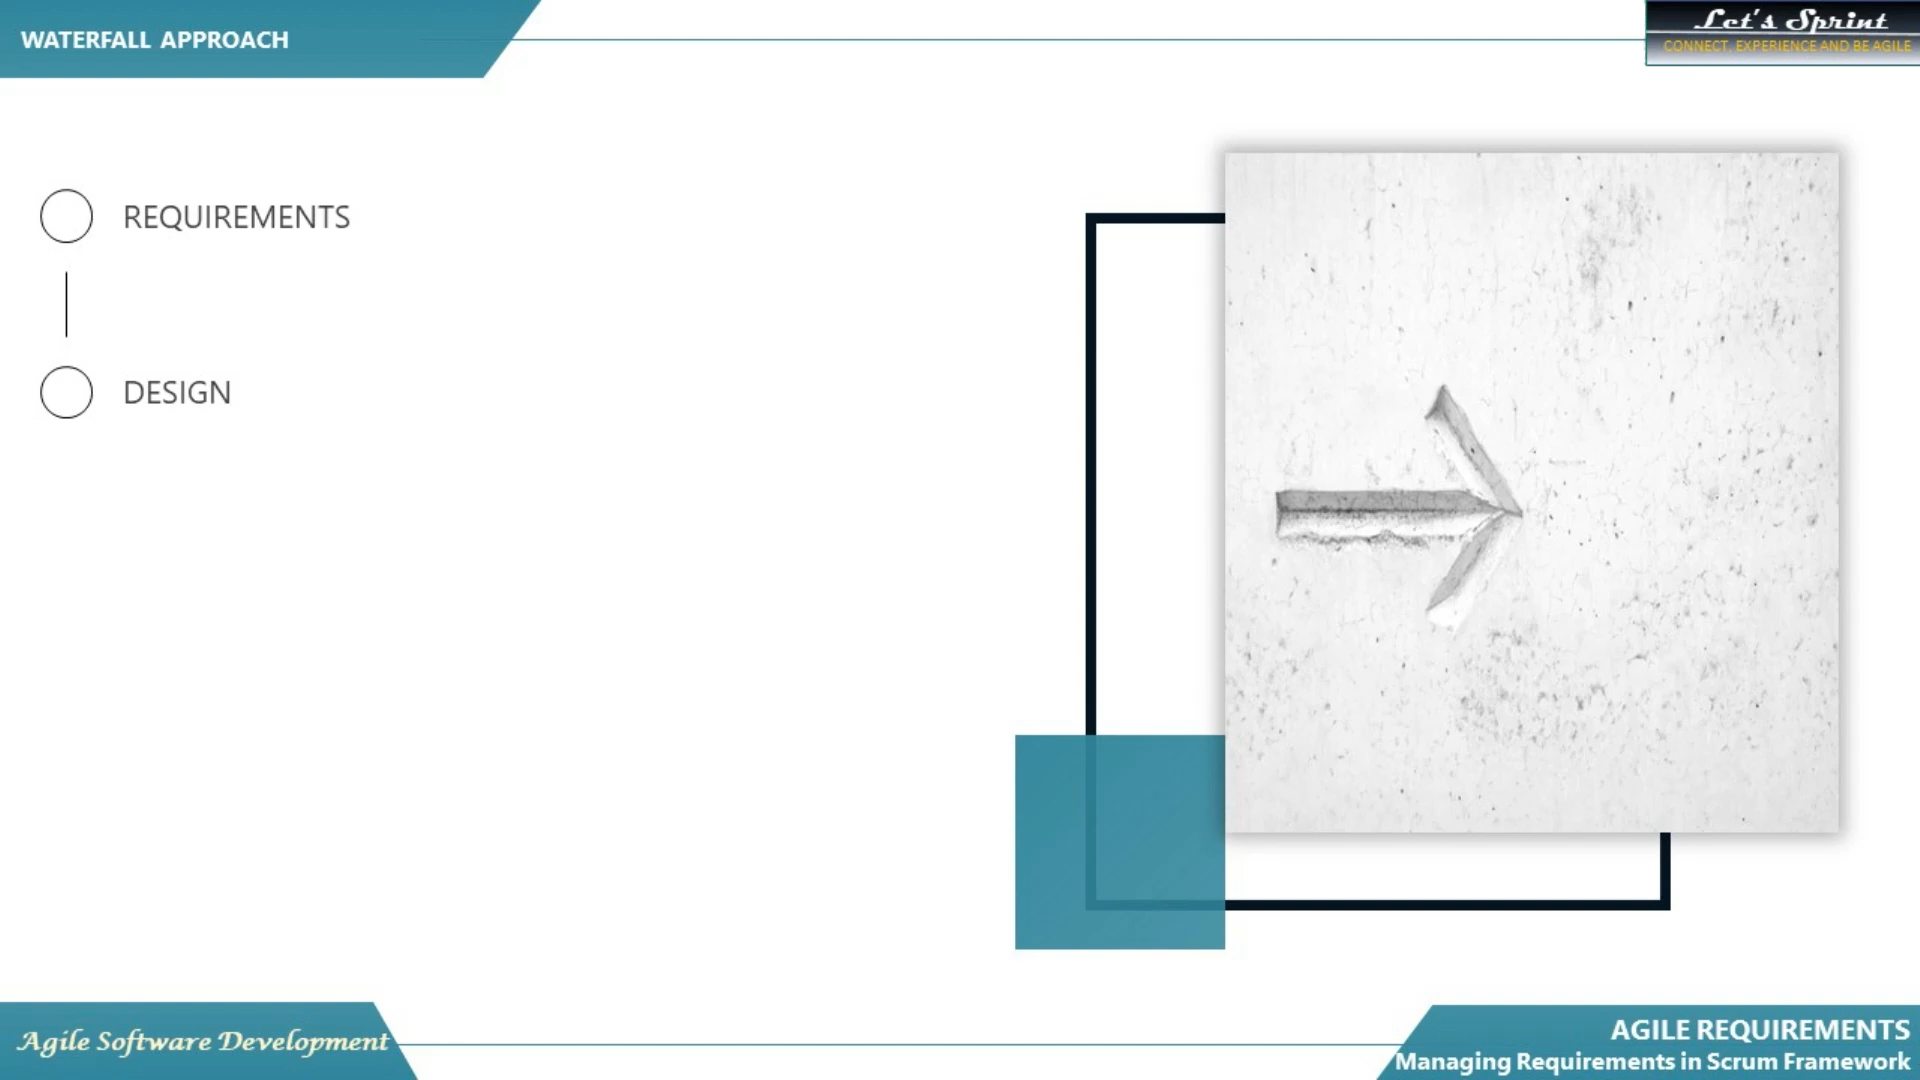 WATERFALL APPROACH
Let's Sprint
CONNECT, EXPERIENCE AND BE AGILE
REQUIREMENTS
DESIGN
Agile Software Development
AGILE REQUIREMENTS
Managing Requirements in Scrum Framework